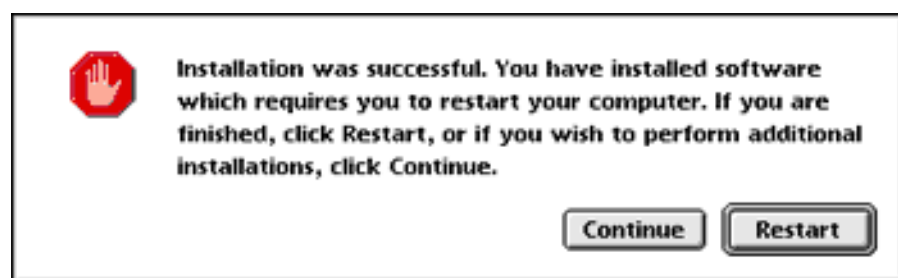 Installation was successful. You have installed software
which requires you to restart your computer. If you are
finished, click Restart, or if you wish to perform additional
installations, click Continue.
Continue Restart